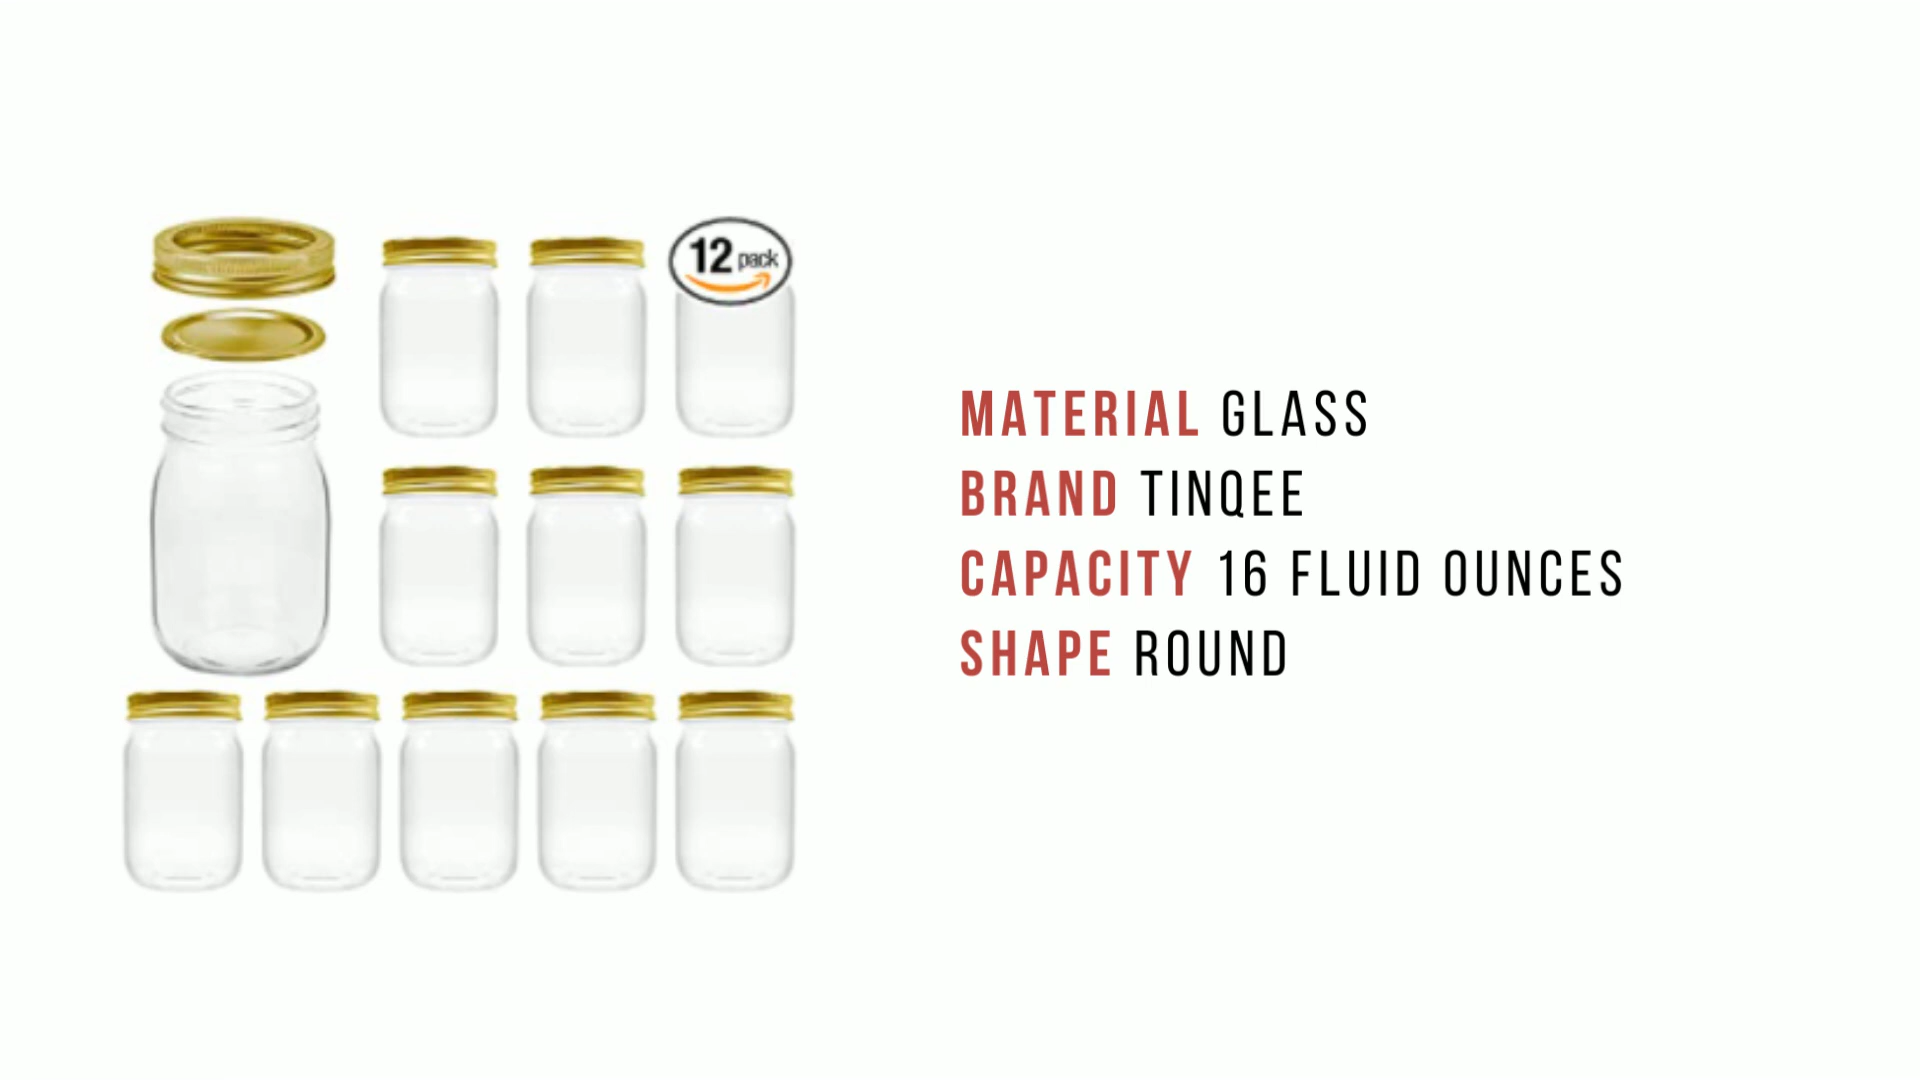 12 pack
MATERIAL GLASS
BRAND TINQEE
CAPACITY 16 FLUID OUNCES
SHAPE ROUND